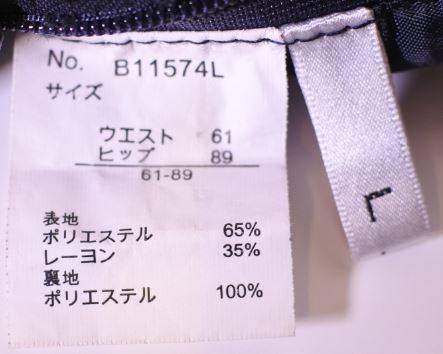 No. B11574L
サイズ
ウエスト 61
ヒップ 89
61-89
表地
ポリエステル 65%
レーヨン 35%
裏地
ポリエステル 100%
L